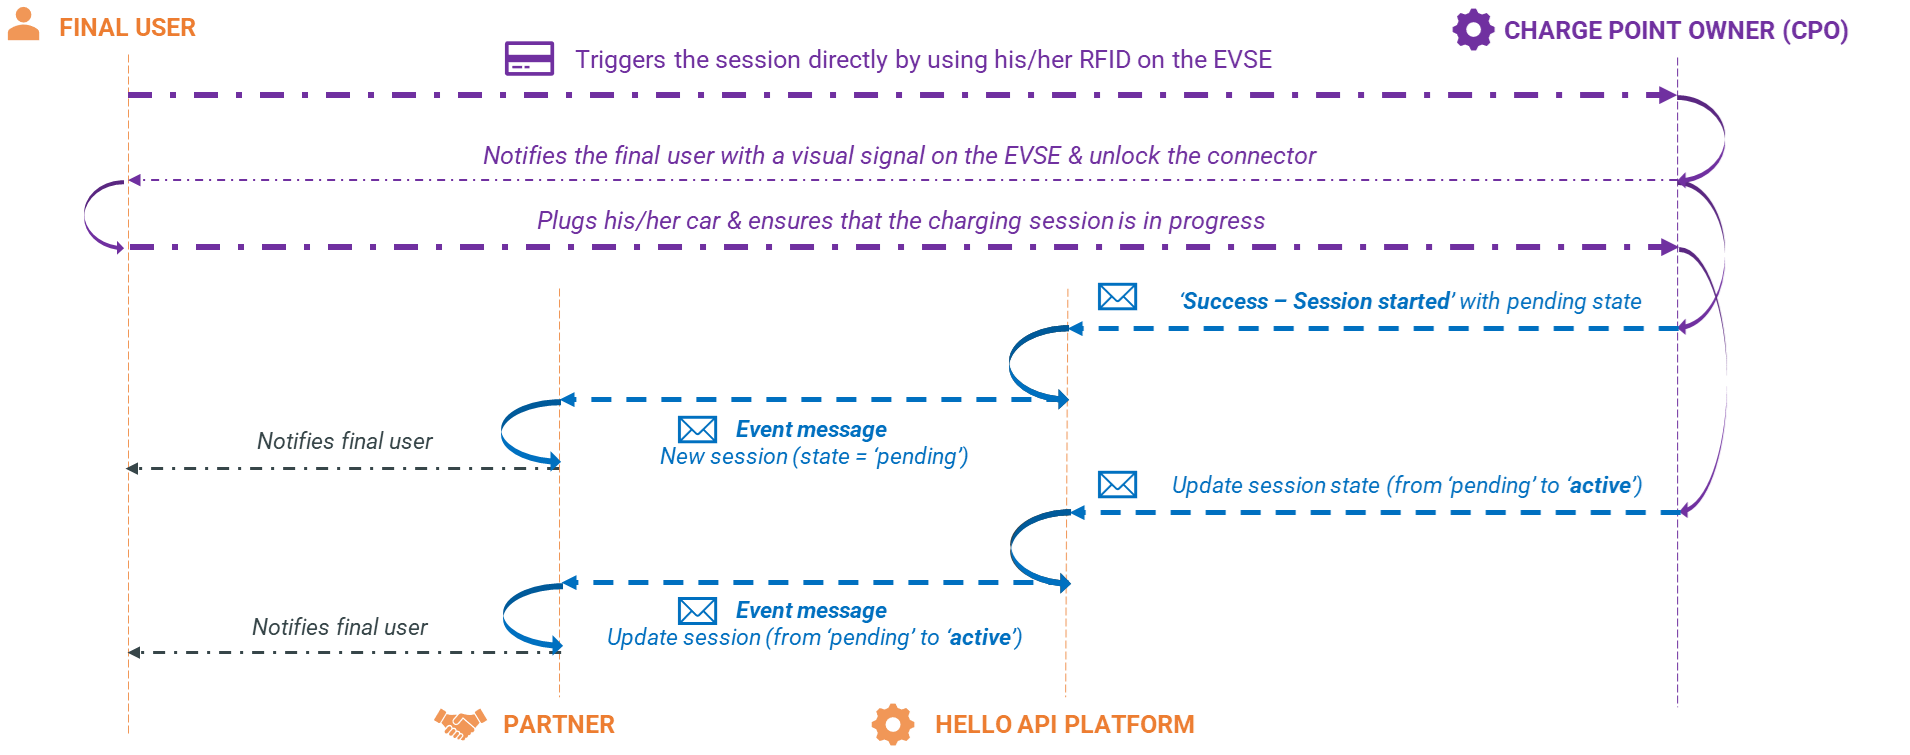 FINAL USER
CHARGE POINT OWNER (CPO)
Triggers the session directly by using his/her RFID on the EVSE
Notifies the final user with a visual signal on the EVSE & unlock the connector
Plugs his/her car & ensures that the charging session is in progress
‘Success – Session started’ with pending state
Event message
New session (state = ‘pending’)
Notifies final user
Update session state (from ‘pending’ to ‘active’)
Event message
Update session (from ‘pending’ to ‘active’)
Notifies final user
PARTNER
HELLO API PLATFORM